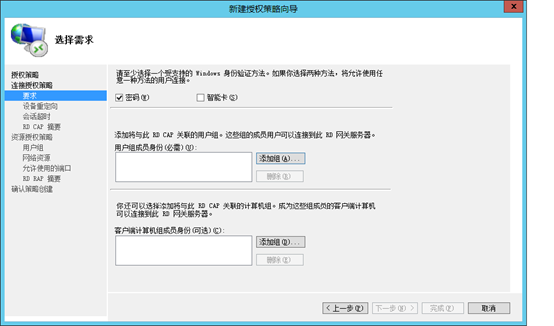 新建授权策略向导
选择需求
授权策略
连接授权策略
要求
设备重定向
会话超时
RD CAP 摘要
资源授权策略
用户组
网络资源
允许使用的端口
RD RAP 摘要
确认策略创建
请至少选择一个受支持的 Windows 身份验证方法。如果你选择两种方法，将允许使用任
意一种方法的用户连接。
密码(W)
智能卡(S)
添加将与此 RD CAP 关联的用户组。这些组的成员用户可以连接到此 RD 网关服务器。
用户组成员身份(必需)(U):
添加组(A)...
删除(R)
你还可以选择添加将与此 RD CAP 关联的计算机组。成为这些组成员的客户端计算机
可以连接到此 RD 网关服务器。
客户端计算机组成员身份(可选)(C):
添加组(D)...
删除(E)
< 上一步(P)
下一步(N) >
完成(F)
取消